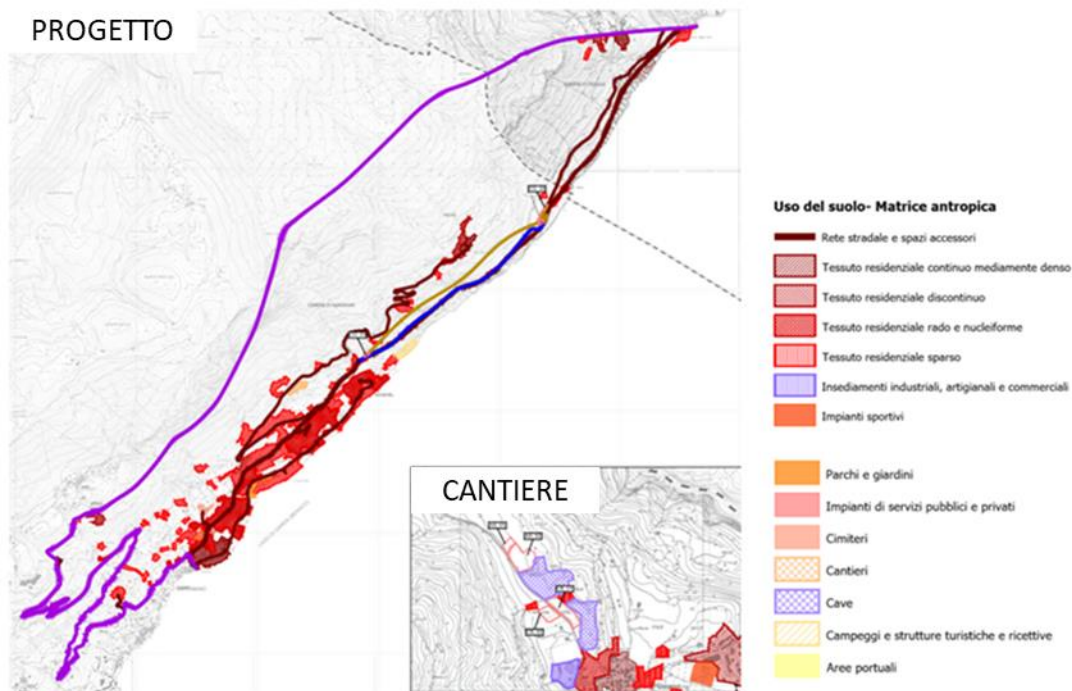 PROGETTO
CANTIERE
Uso del suolo- Matrice antropica
Rete stradale e spazi accessori
Tessuto residenziale continuo mediamente denso
Tessuto residenziale discontinuo
Tessuto residenziale rado e nucleiforme
Tessuto residenziale sparso
Insediamenti industriali, artigianali e commerciali
Impianti sportivi
Parchi e giardini
Impianti di servizi pubblici e privati
Cimiteri
Cantieri
Cave
Campeggi e strutture turistiche e ricettive
Aree portuali